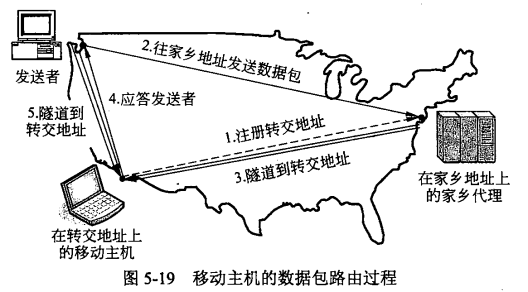 发送者
2.往家乡地址发送数据包
4.应答发送者
5.隧道到
转交地址
1.注册转交地址
3.隧道到转交地址
在家乡地址上
的家乡代理
在转交地址上
的移动主机
图 5-19 移动主机的数据包路由过程